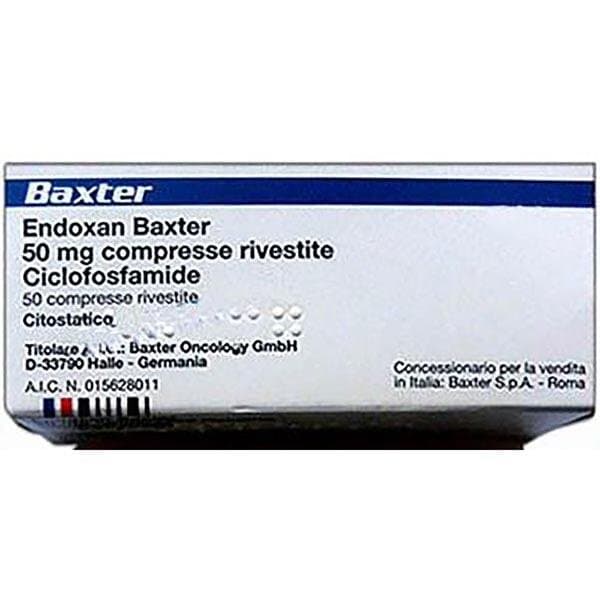 Baxter
Endoxan Baxter
50 mg compresse rivestite
Ciclofosfamide
50 compresse rivestite
Citostatico
Titolare Baxter Oncology GmbH
D-33790 Halle - Germania
A.I.C. N. 015628011
Concessionario per la vendita
in Italia: Baxter S.p.A. - Roma